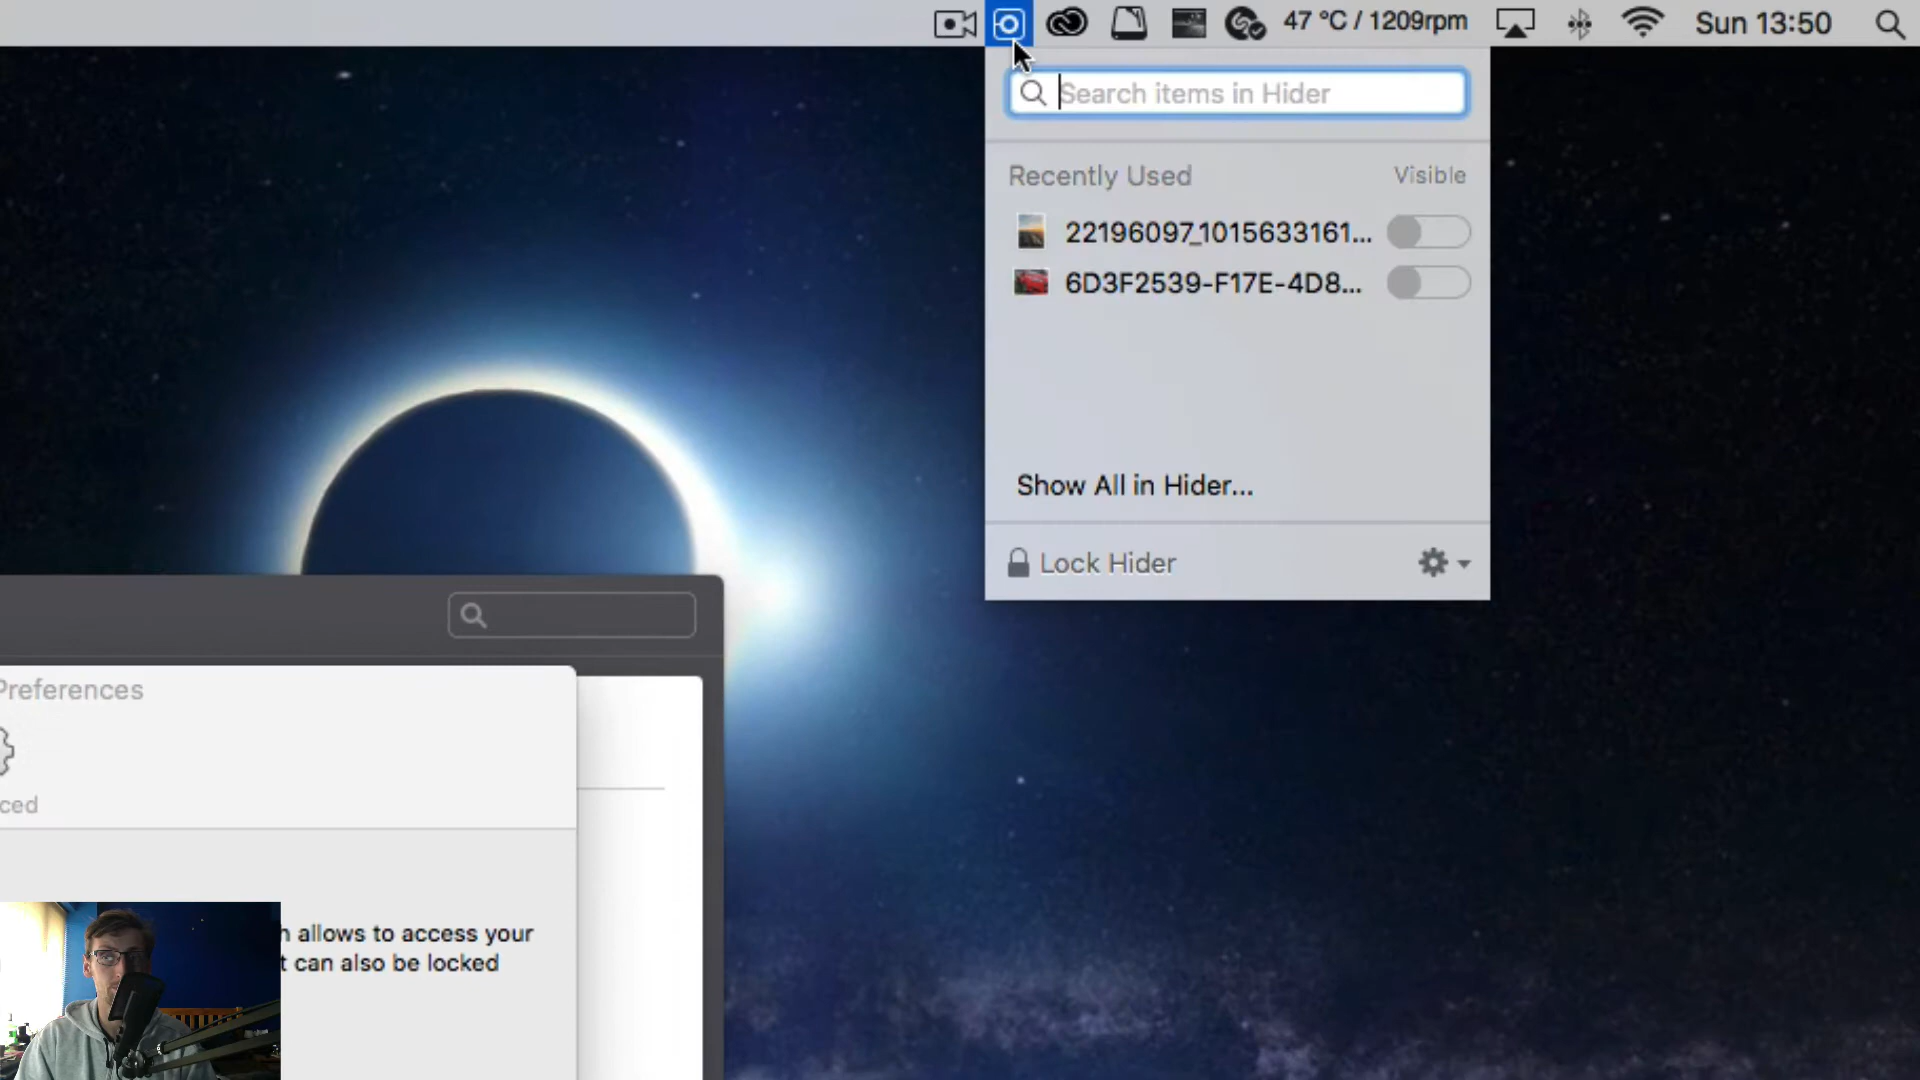 47 °C / 1209rpm
Sun 13:50
Search items in Hider
Recently Used
Visible
22196097_1015633161...
6D3F2539-F17E-4D8...
Show All in Hider...
Lock Hider
Preferences
ced
allows to access your
t can also be locked